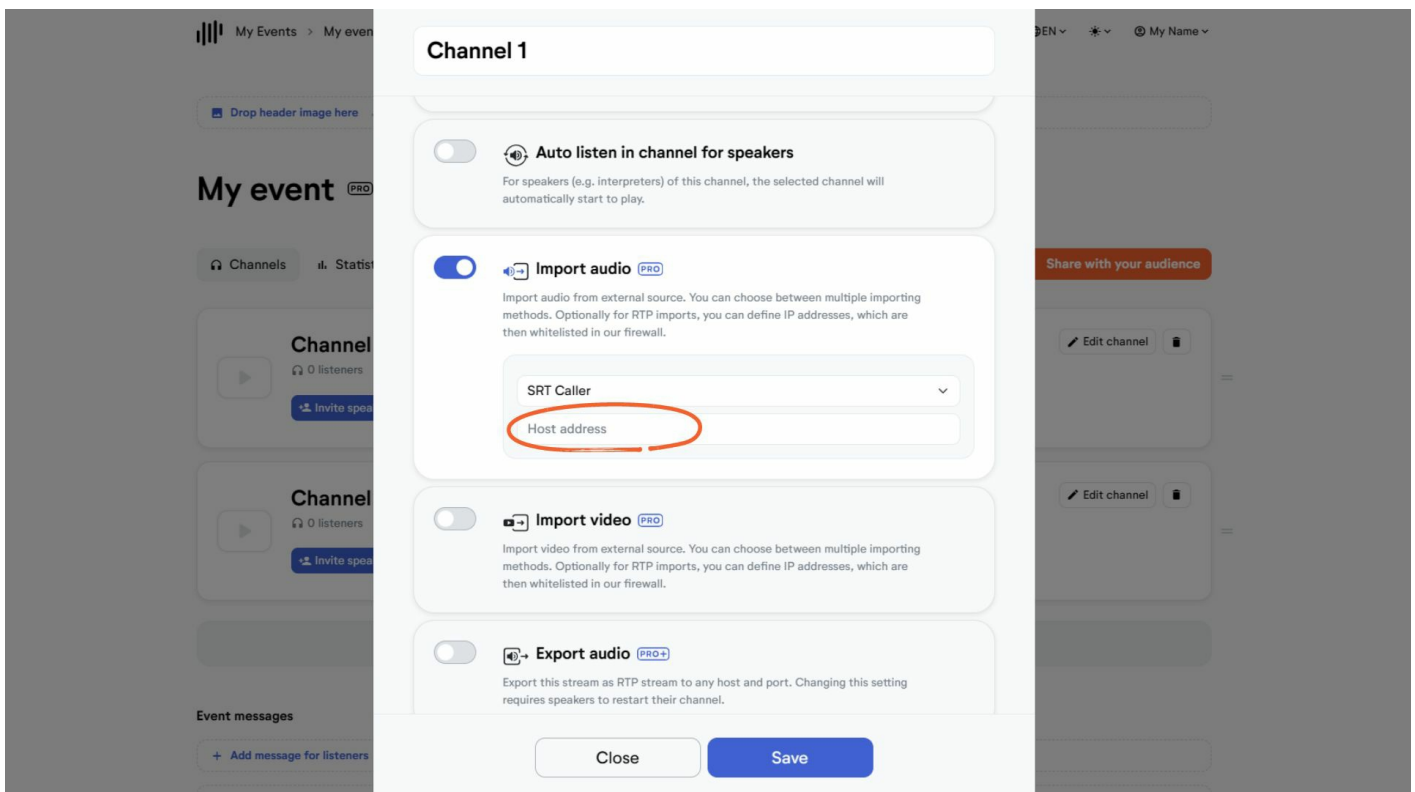 My Events > My even
EN
My Name
Channel 1
Drop header image here
My event PRO
Auto listen in channel for speakers
For speakers (e.g. interpreters) of this channel, the selected channel will
automatically start to play.
Channels
Statist
Share with your audience
Import audio PRO
Import audio from external source. You can choose between multiple importing
methods. Optionally for RTP imports, you can define IP addresses, which are
then whitelisted in our firewall.
SRT Caller
Host address
Channel
0 listeners
Invite spea
Edit channel
Channel
0 listeners
Invite spea
Edit channel
Import video PRO
Import video from external source. You can choose between multiple importing
methods. Optionally for RTP imports, you can define IP addresses, which are
then whitelisted in our firewall.
Export audio PRO+
Export this stream as RTP stream to any host and port. Changing this setting
requires speakers to restart their channel.
Event messages
+ Add message for listeners
Close
Save